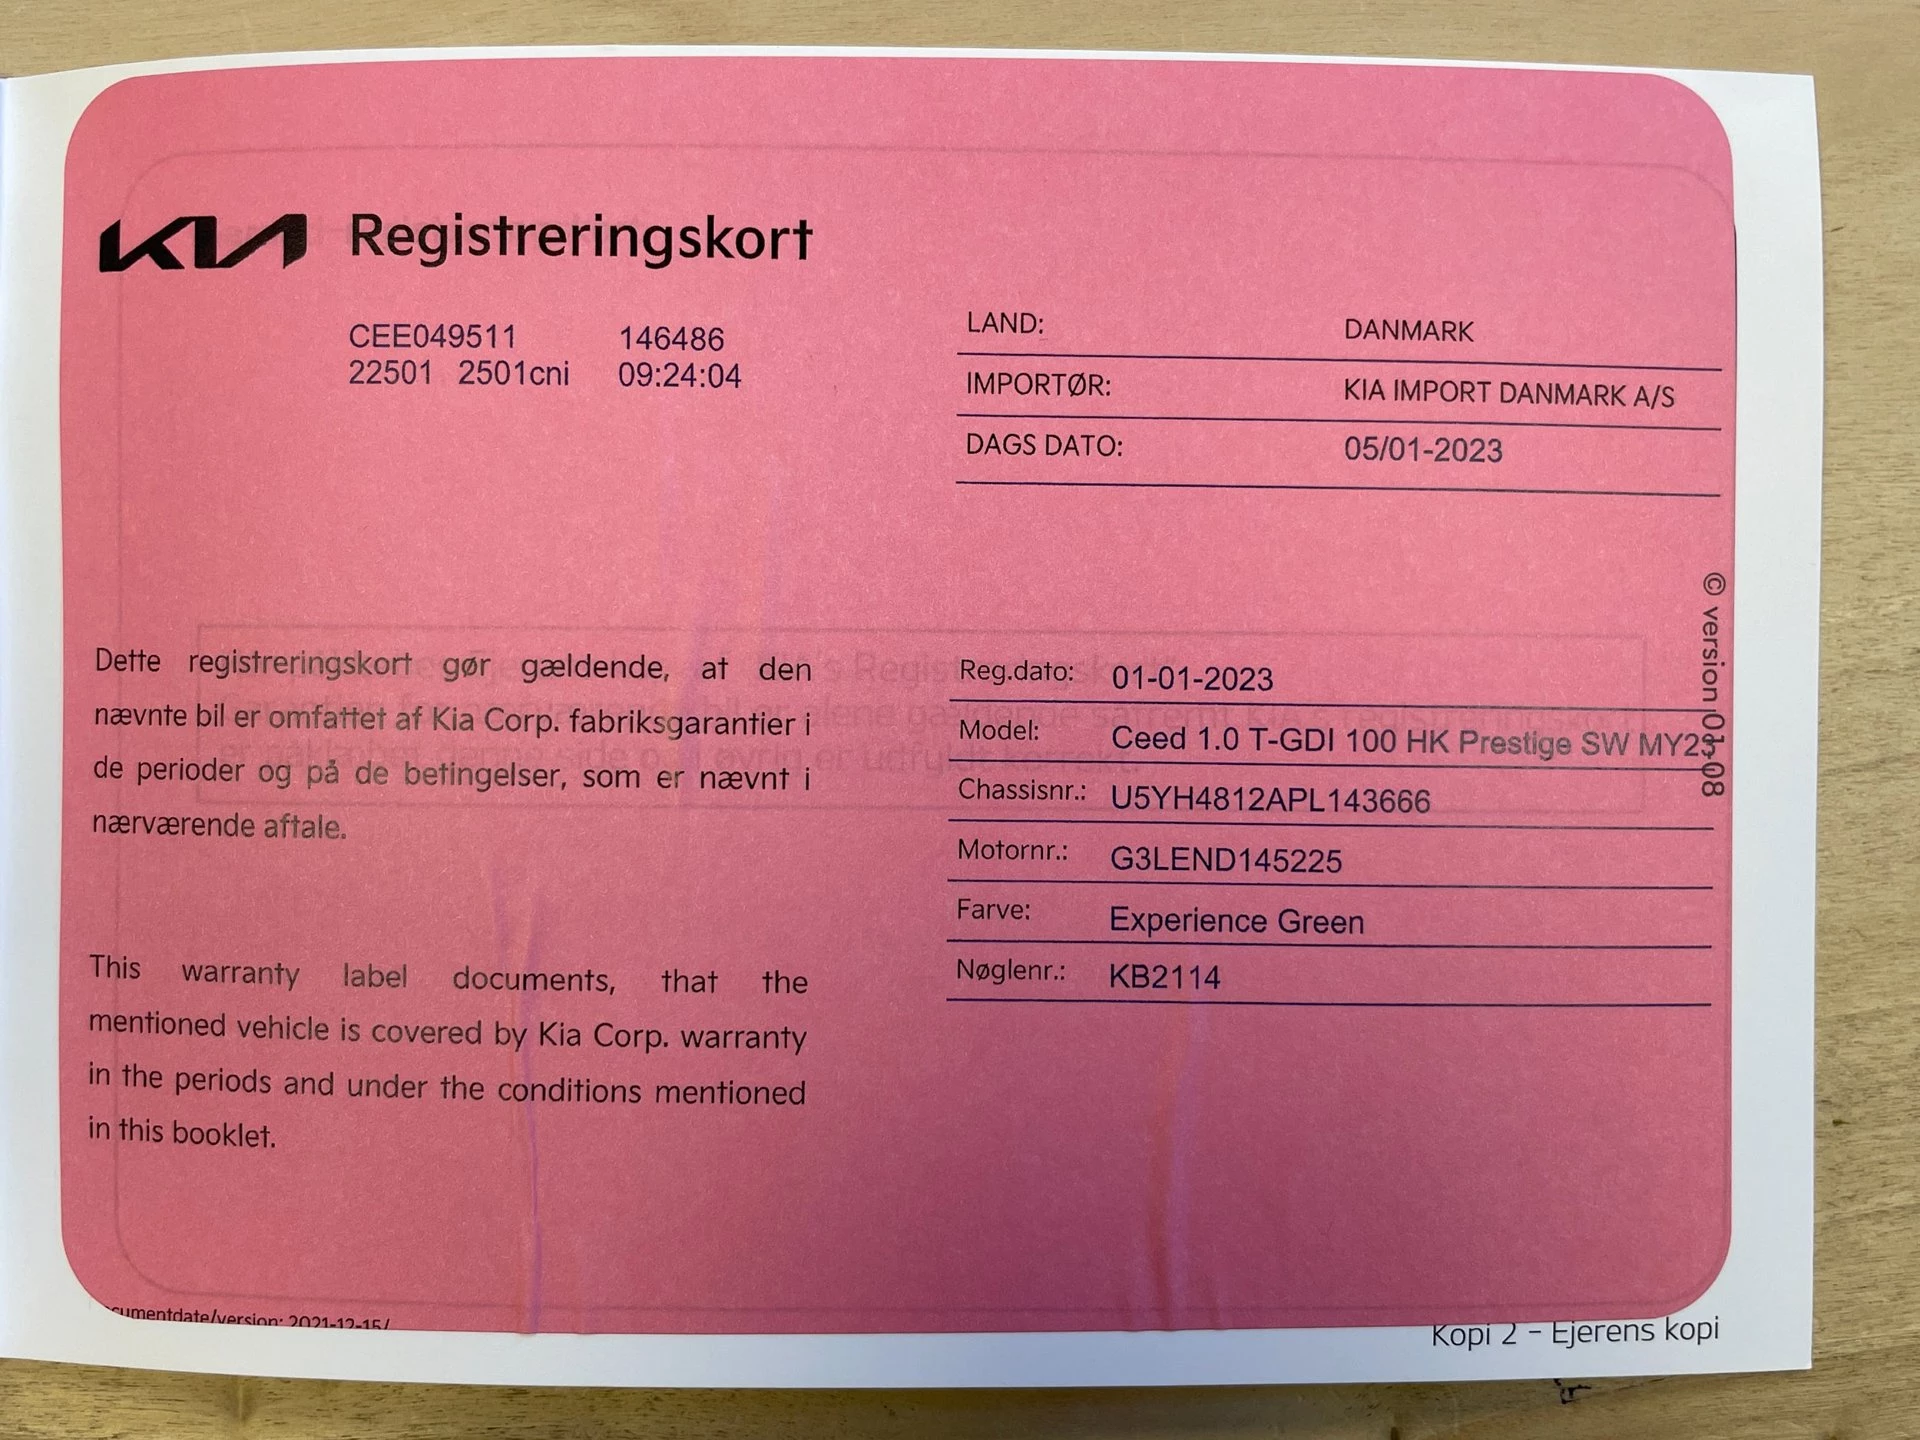 KIA Registreringskort
CEE049511 146486
22501 2501cni 09:24:04
LAND: DANMARK
IMPORTØR: KIA IMPORT DANMARK A/S
DAGS DATO: 05/01-2023
Dette registreringskort gør gældende, at den
nævnte bil er omfattet af Kia Corp. fabriksgarantier i
de perioder og på de betingelser, som er nævnt i
nærværende aftale.
This warranty label documents, that the
mentioned vehicle is covered by Kia Corp. warranty
in the periods and under the conditions mentioned
in this booklet.
Reg.dato: 01-01-2023
Model: Ceed 1.0 T-GDI 100 HK Prestige SW MY23
Chassisnr.: U5YH4812APL143666
Motornr.: G3LEND145225
Farve: Experience Green
Nøglenr.: KB2114
© version 01-08
cumentdate/version: 2021-12-15/
Kopi 2 – Ejerens kopi